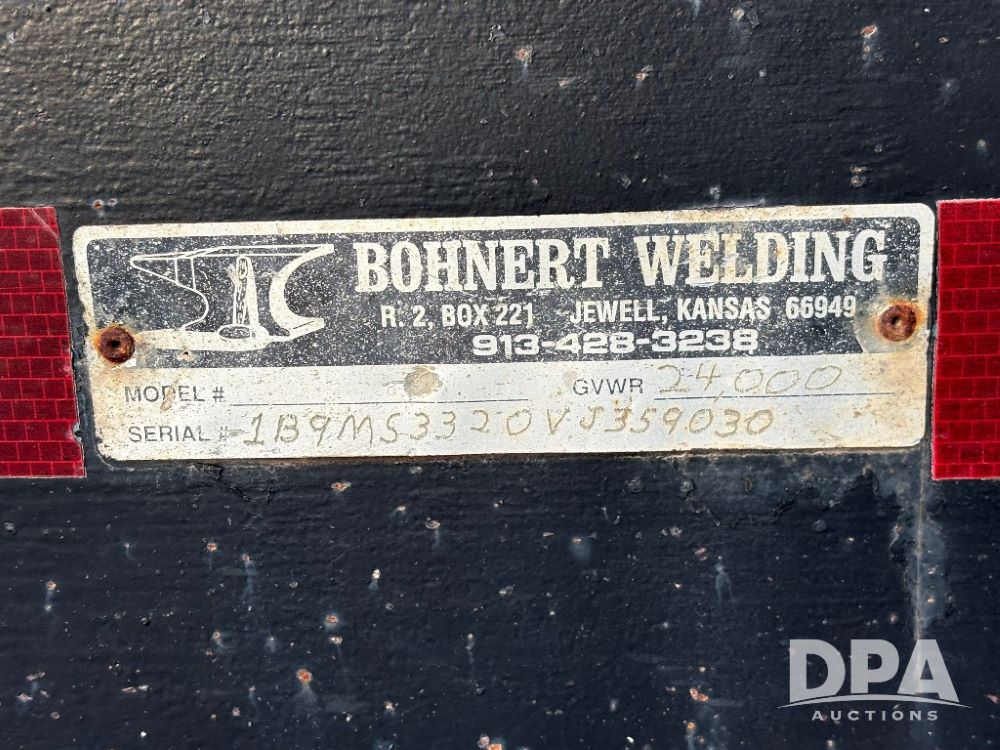 BOHNERT WELDING
R. 2, BOX 221 JEWELL, KANSAS 66949
913-428-3238
MODEL # GVWR 24,000
SERIAL # 1B9MS3320VJ359030
DPA
AUCTIONS